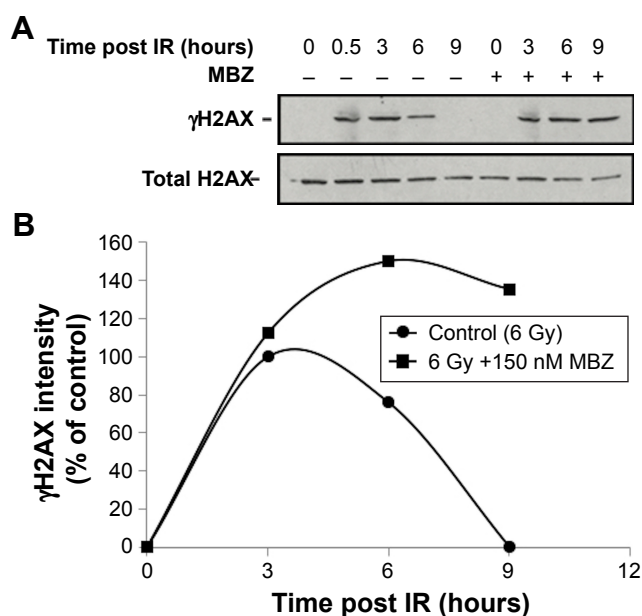 A
Time post IR (hours) 0 0.5 3 6 9 0 3 6 9
MBZ – – – – – + + + +
γH2AX -
Total H2AX-
B
160
140
120
100
80
60
40
20
0
γH2AX intensity
(% of control)
Control (6 Gy)
6 Gy +150 nM MBZ
0 3 6 9 12
Time post IR (hours)